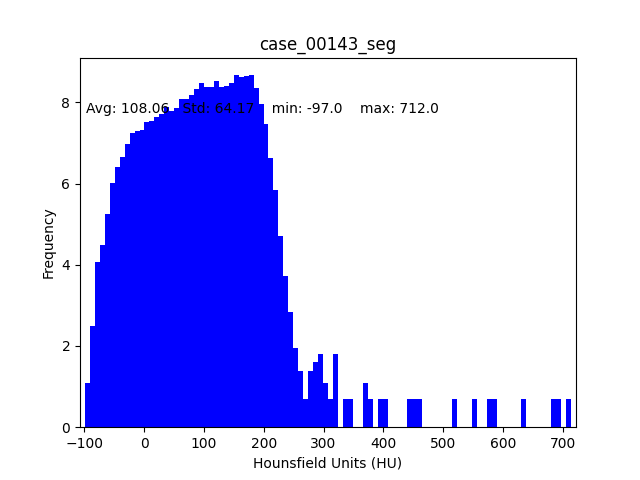 case_00143_seg
Avg: 108.06   Std: 64.17    min: -97.0    max: 712.0
8
6
4
2
0
Frequency
−100 0 100 200 300 400 500 600 700
Hounsfield Units (HU)